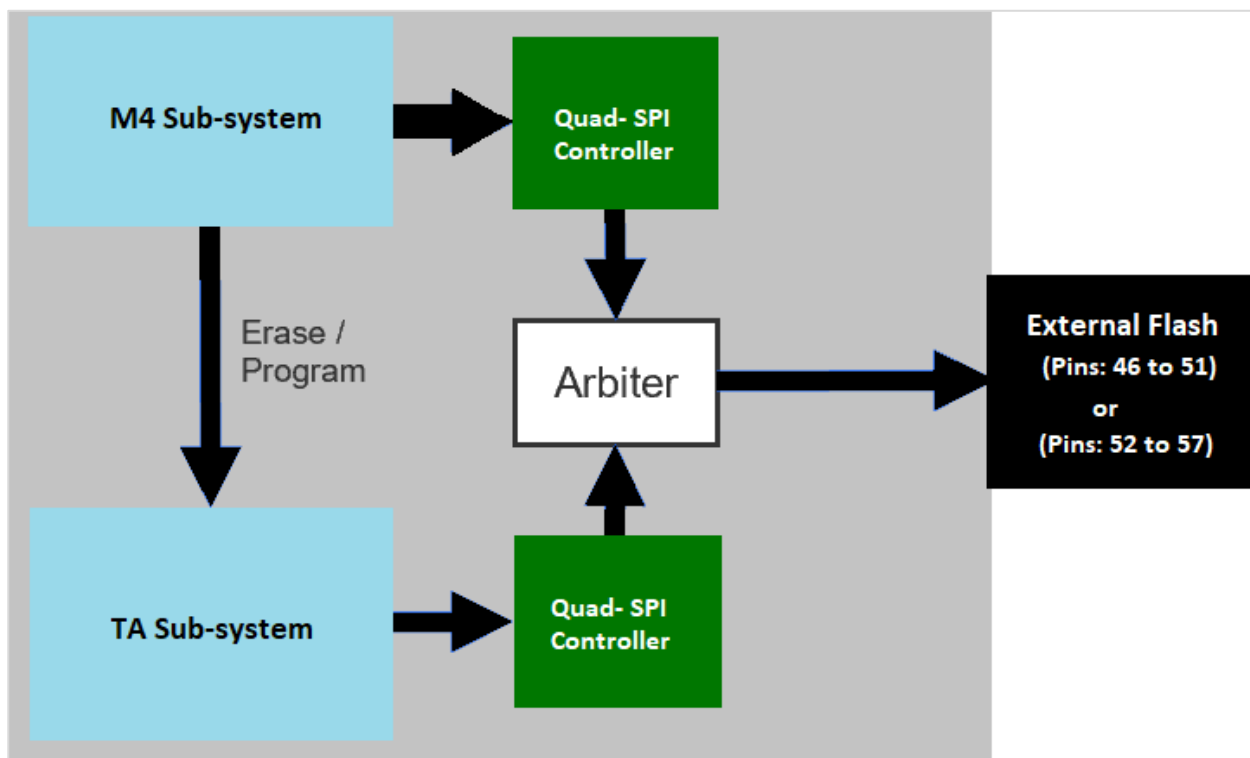 M4 Sub-system
Quad- SPI
Controller
Erase /
Program
Arbiter
External Flash
(Pins: 46 to 51)
or
(Pins: 52 to 57)
TA Sub-system
Quad- SPI
Controller